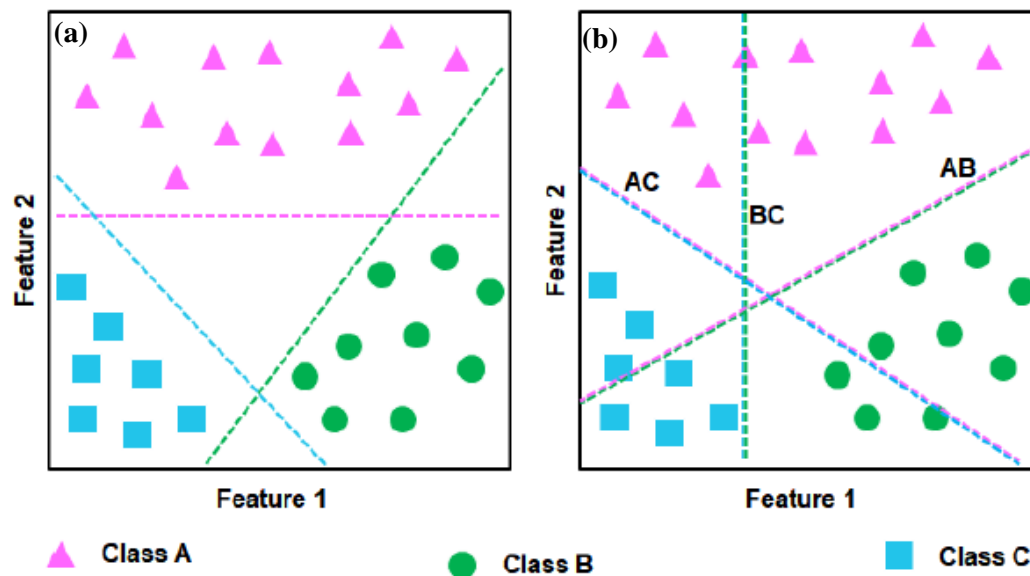 (a)
Feature 2
Feature 1
(b)
AC
BC
AB
Feature 2
Feature 1
Class A
Class B
Class C